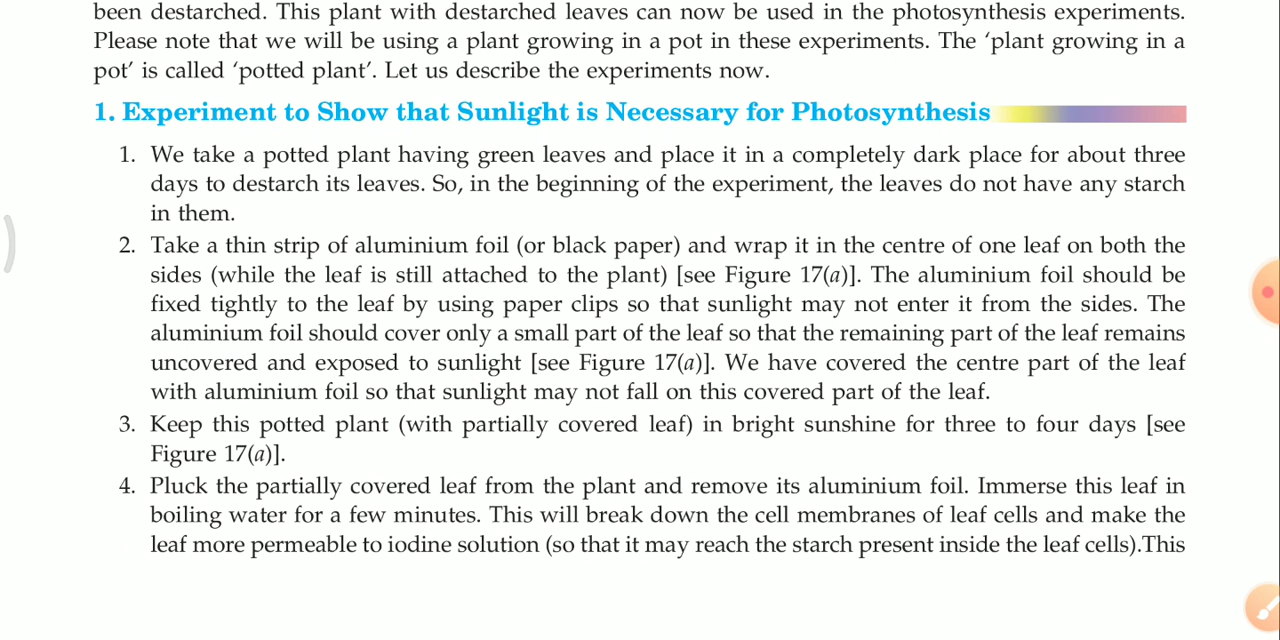 been destarched. This plant with destarched leaves can now be used in the photosynthesis experiments.
Please note that we will be using a plant growing in a pot in these experiments. The ‘plant growing in a
pot’ is called ‘potted plant’. Let us describe the experiments now.
1. Experiment to Show that Sunlight is Necessary for Photosynthesis
1. We take a potted plant having green leaves and place it in a completely dark place for about three
days to destarch its leaves. So, in the beginning of the experiment, the leaves do not have any starch
in them.
2. Take a thin strip of aluminium foil (or black paper) and wrap it in the centre of one leaf on both the
sides (while the leaf is still attached to the plant) [see Figure 17(a)]. The aluminium foil should be
fixed tightly to the leaf by using paper clips so that sunlight may not enter it from the sides. The
aluminium foil should cover only a small part of the leaf so that the remaining part of the leaf remains
uncovered and exposed to sunlight [see Figure 17(a)]. We have covered the centre part of the leaf
with aluminium foil so that sunlight may not fall on this covered part of the leaf.
3. Keep this potted plant (with partially covered leaf) in bright sunshine for three to four days [see
Figure 17(a)].
4. Pluck the partially covered leaf from the plant and remove its aluminium foil. Immerse this leaf in
boiling water for a few minutes. This will break down the cell membranes of leaf cells and make the
leaf more permeable to iodine solution (so that it may reach the starch present inside the leaf cells).This